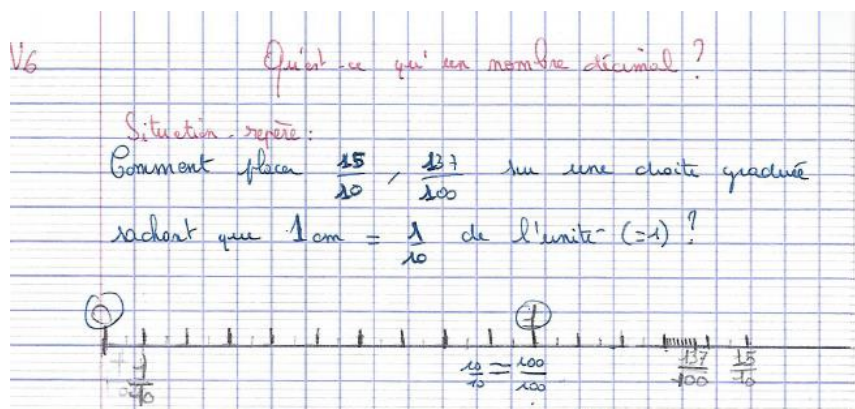 V6
Qu'est-ce qu'un nombre décimal ?
Situation-repère :
Comment placer 15/10, 137/100 sur une droite graduée
sachant que 1 cm = 1/10 de l'unité (=1) ?
0 1
1/10 10/10 = 100/100 137/100 15/10